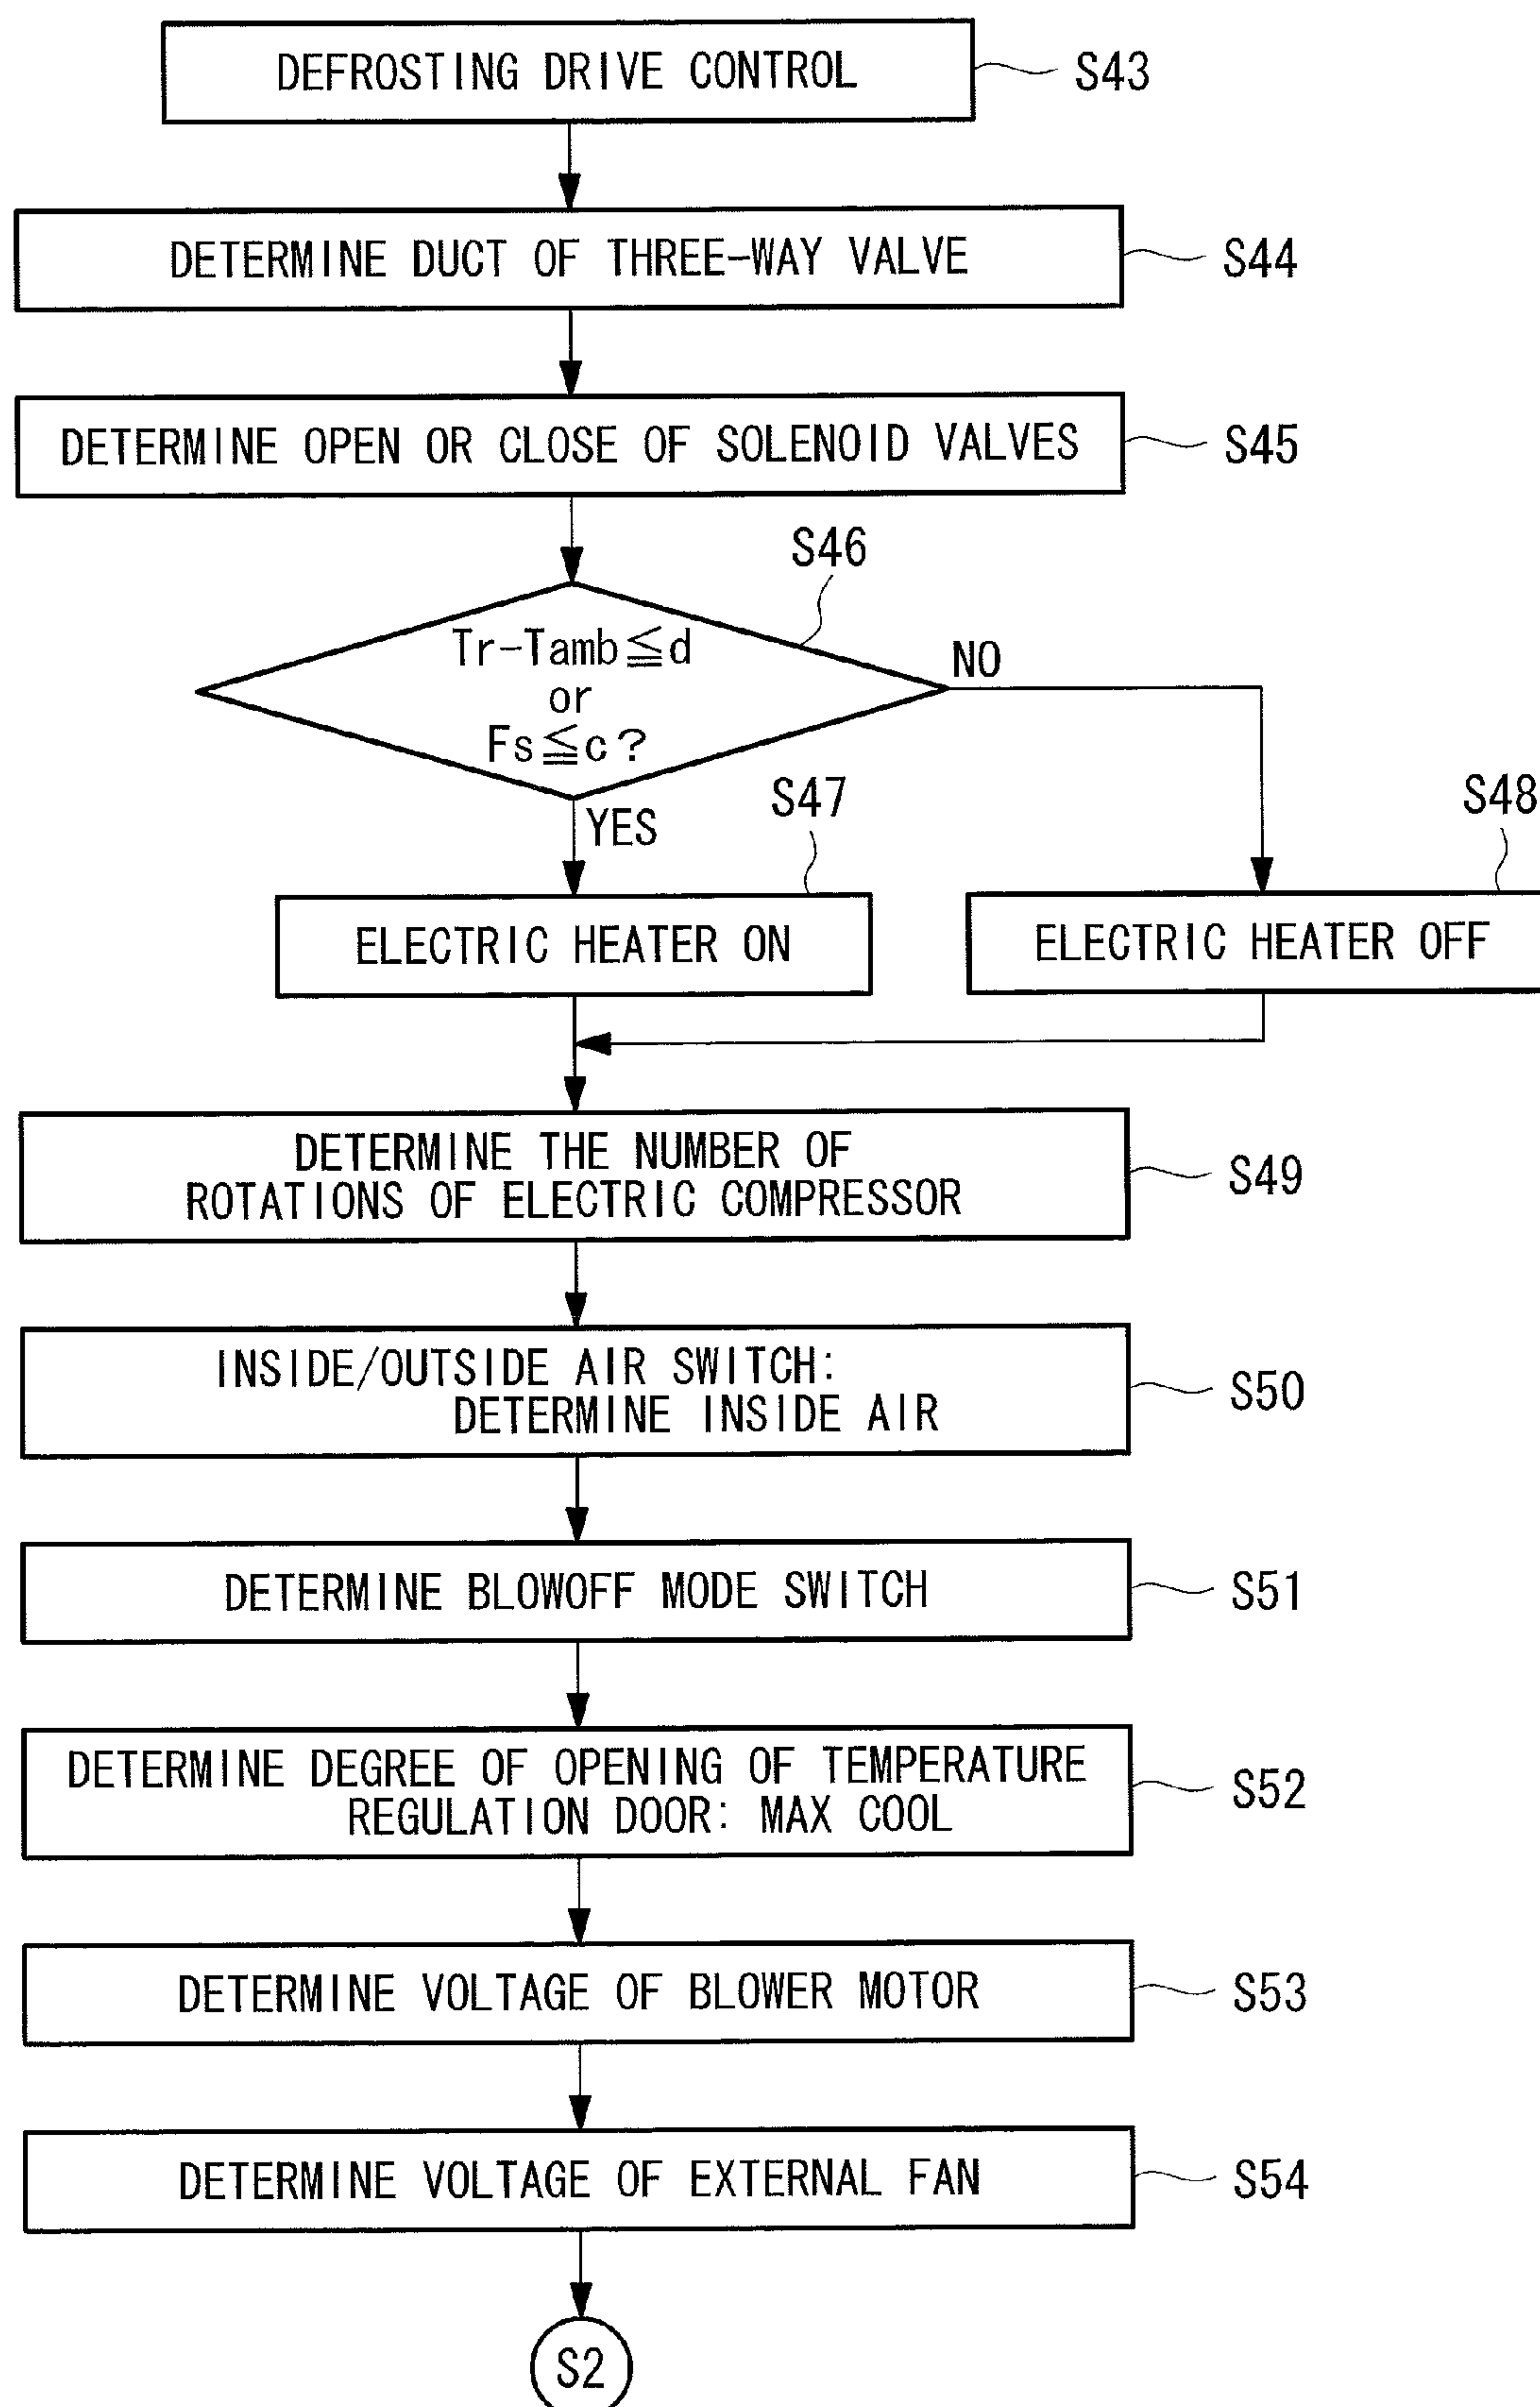 DEFROSTING DRIVE CONTROL
S43
DETERMINE DUCT OF THREE-WAY VALVE
S44
DETERMINE OPEN OR CLOSE OF SOLENOID VALVES
S45
S46
Tr-Tamb≦d
or
Fs≦c?
NO
YES
S47
S48
ELECTRIC HEATER ON
ELECTRIC HEATER OFF
DETERMINE THE NUMBER OF
ROTATIONS OF ELECTRIC COMPRESSOR
S49
INSIDE/OUTSIDE AIR SWITCH:
DETERMINE INSIDE AIR
S50
DETERMINE BLOWOFF MODE SWITCH
S51
DETERMINE DEGREE OF OPENING OF TEMPERATURE
REGULATION DOOR: MAX COOL
S52
DETERMINE VOLTAGE OF BLOWER MOTOR
S53
DETERMINE VOLTAGE OF EXTERNAL FAN
S54
S2